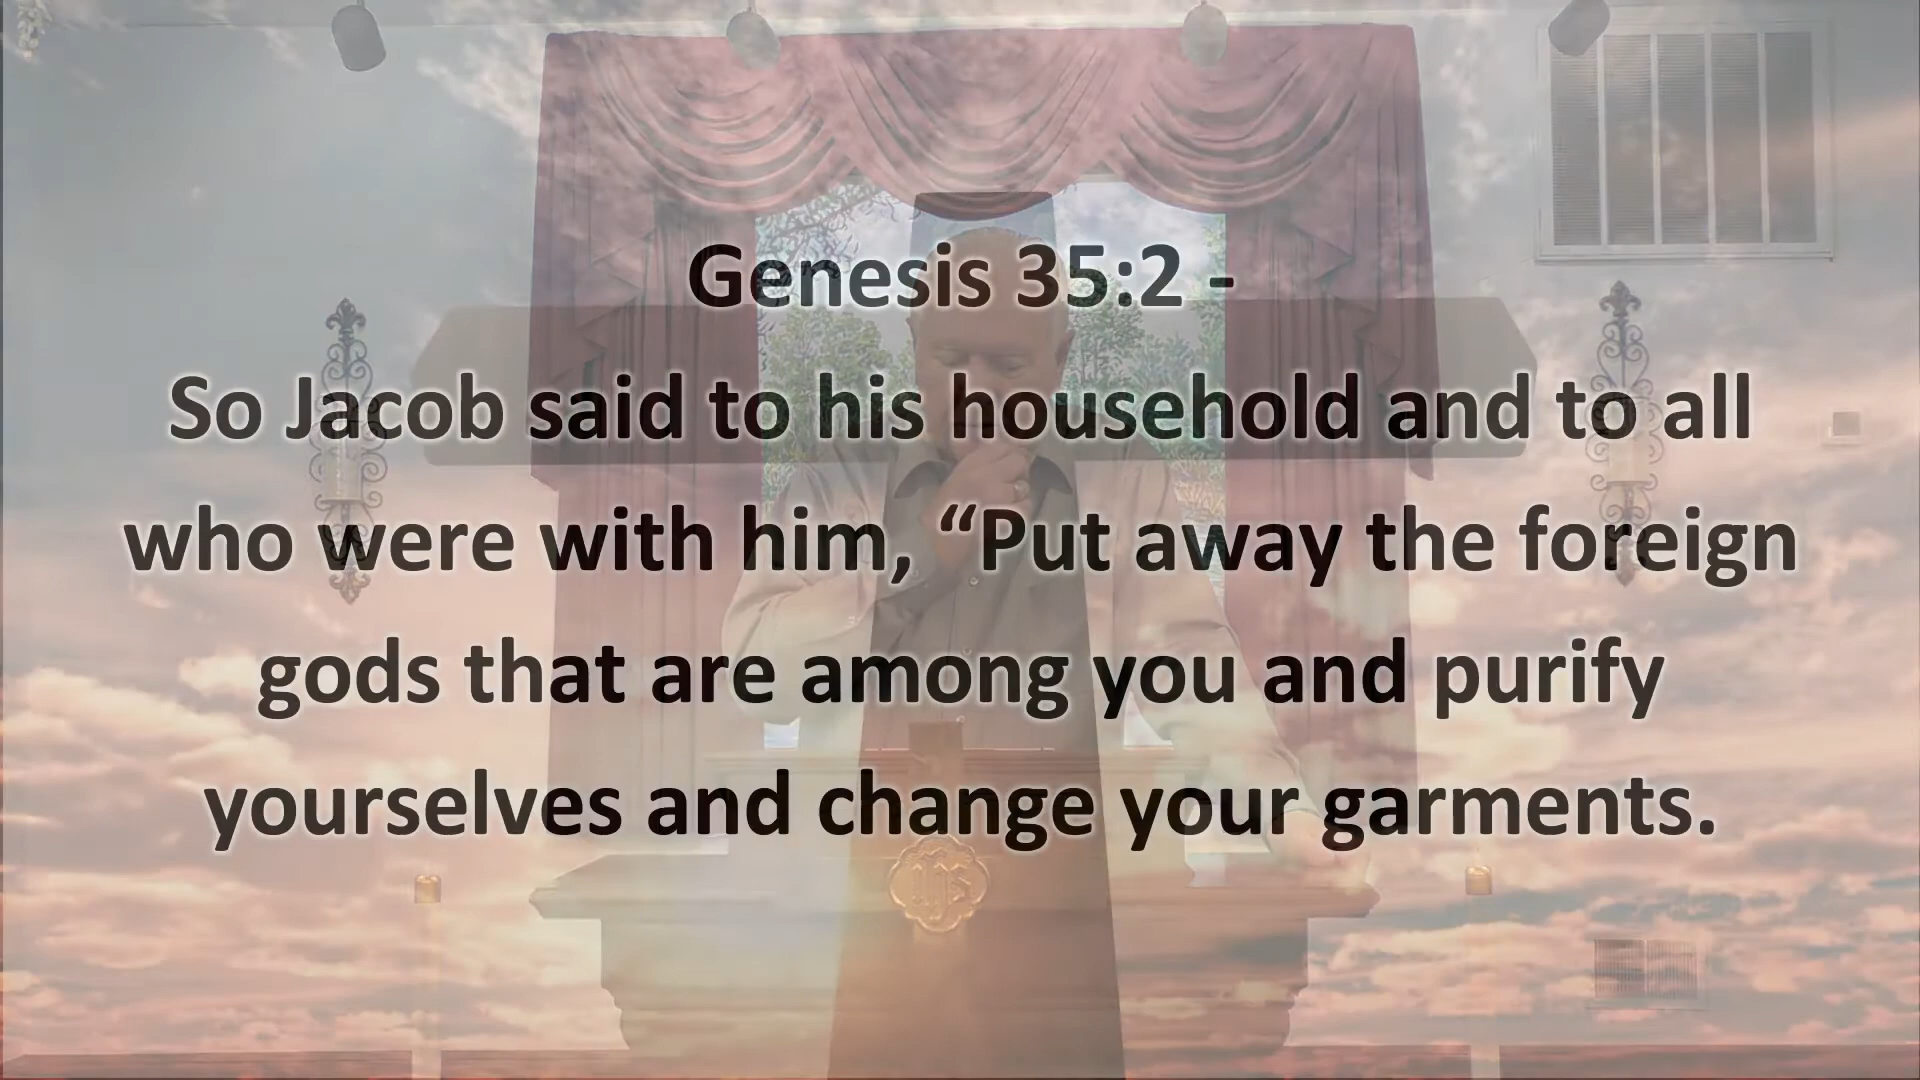 Genesis 35:2 -
So Jacob said to his household and to all
who were with him, “Put away the foreign
gods that are among you and purify
yourselves and change your garments.